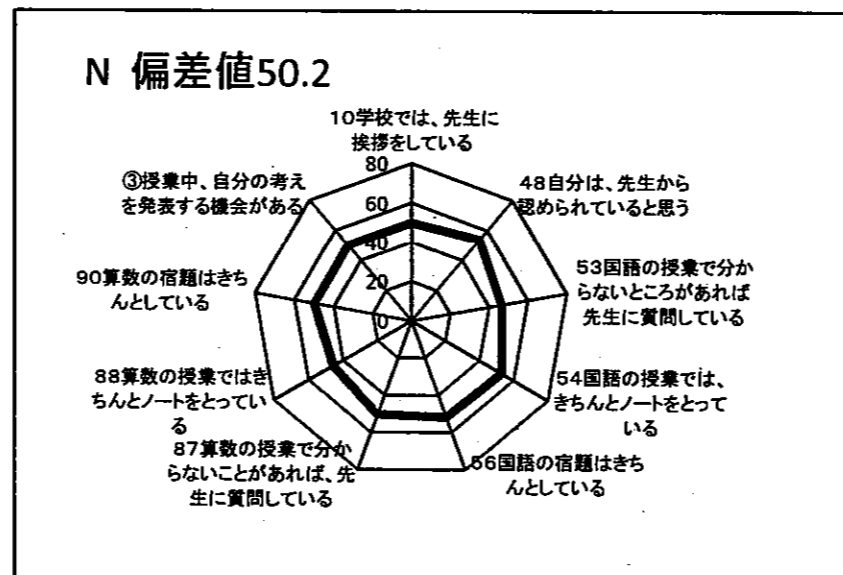 N 偏差値50.2
10学校では、先生に
挨拶をしている
48自分は、先生から
認められていると思う
53国語の授業で分か
らないところがあれば
先生に質問している
54国語の授業では、
きちんとノートをとって
いる
56国語の宿題はきち
んとしている
87算数の授業で分か
らないことがあれば、先
生に質問している
88算数の授業ではき
ちんとノートをとってい
る
90算数の宿題はきち
んとしている
③授業中、自分の考え
を発表する機会がある
80
60
40
20
0